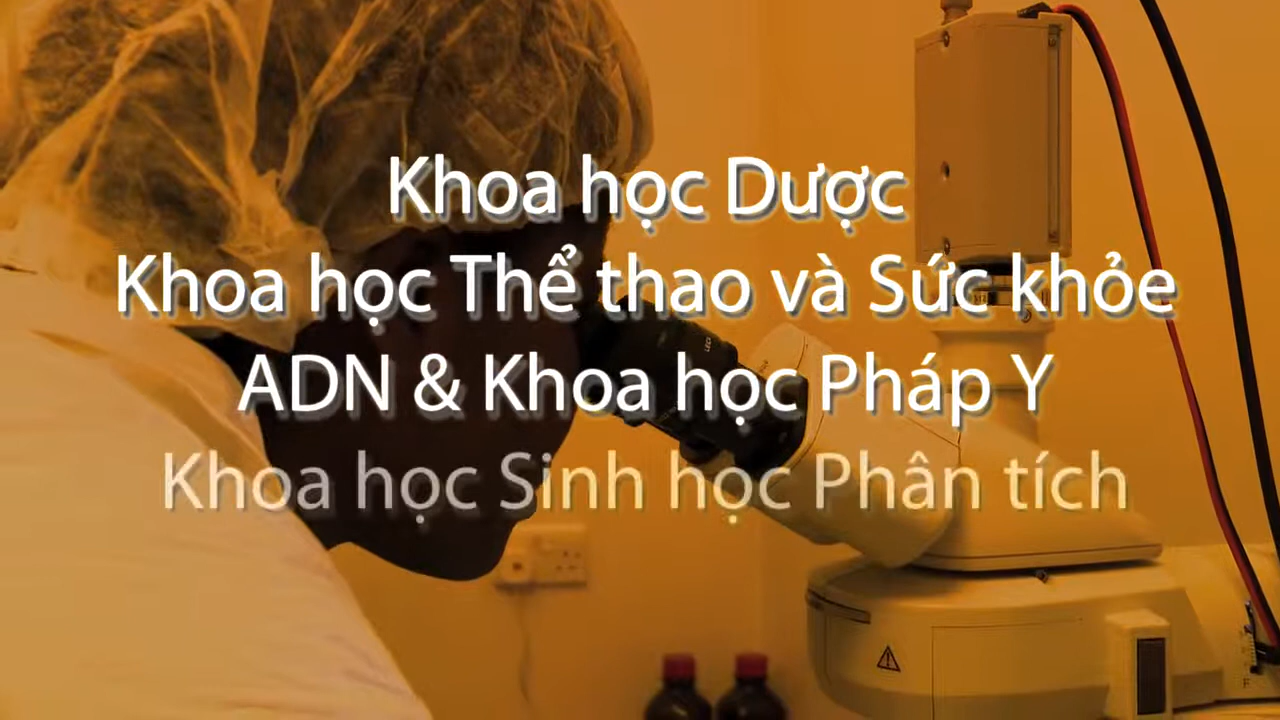 Khoa học Dược
Khoa học Thể thao và Sức khỏe
ADN & Khoa học Pháp Y
Khoa học Sinh học Phân tích